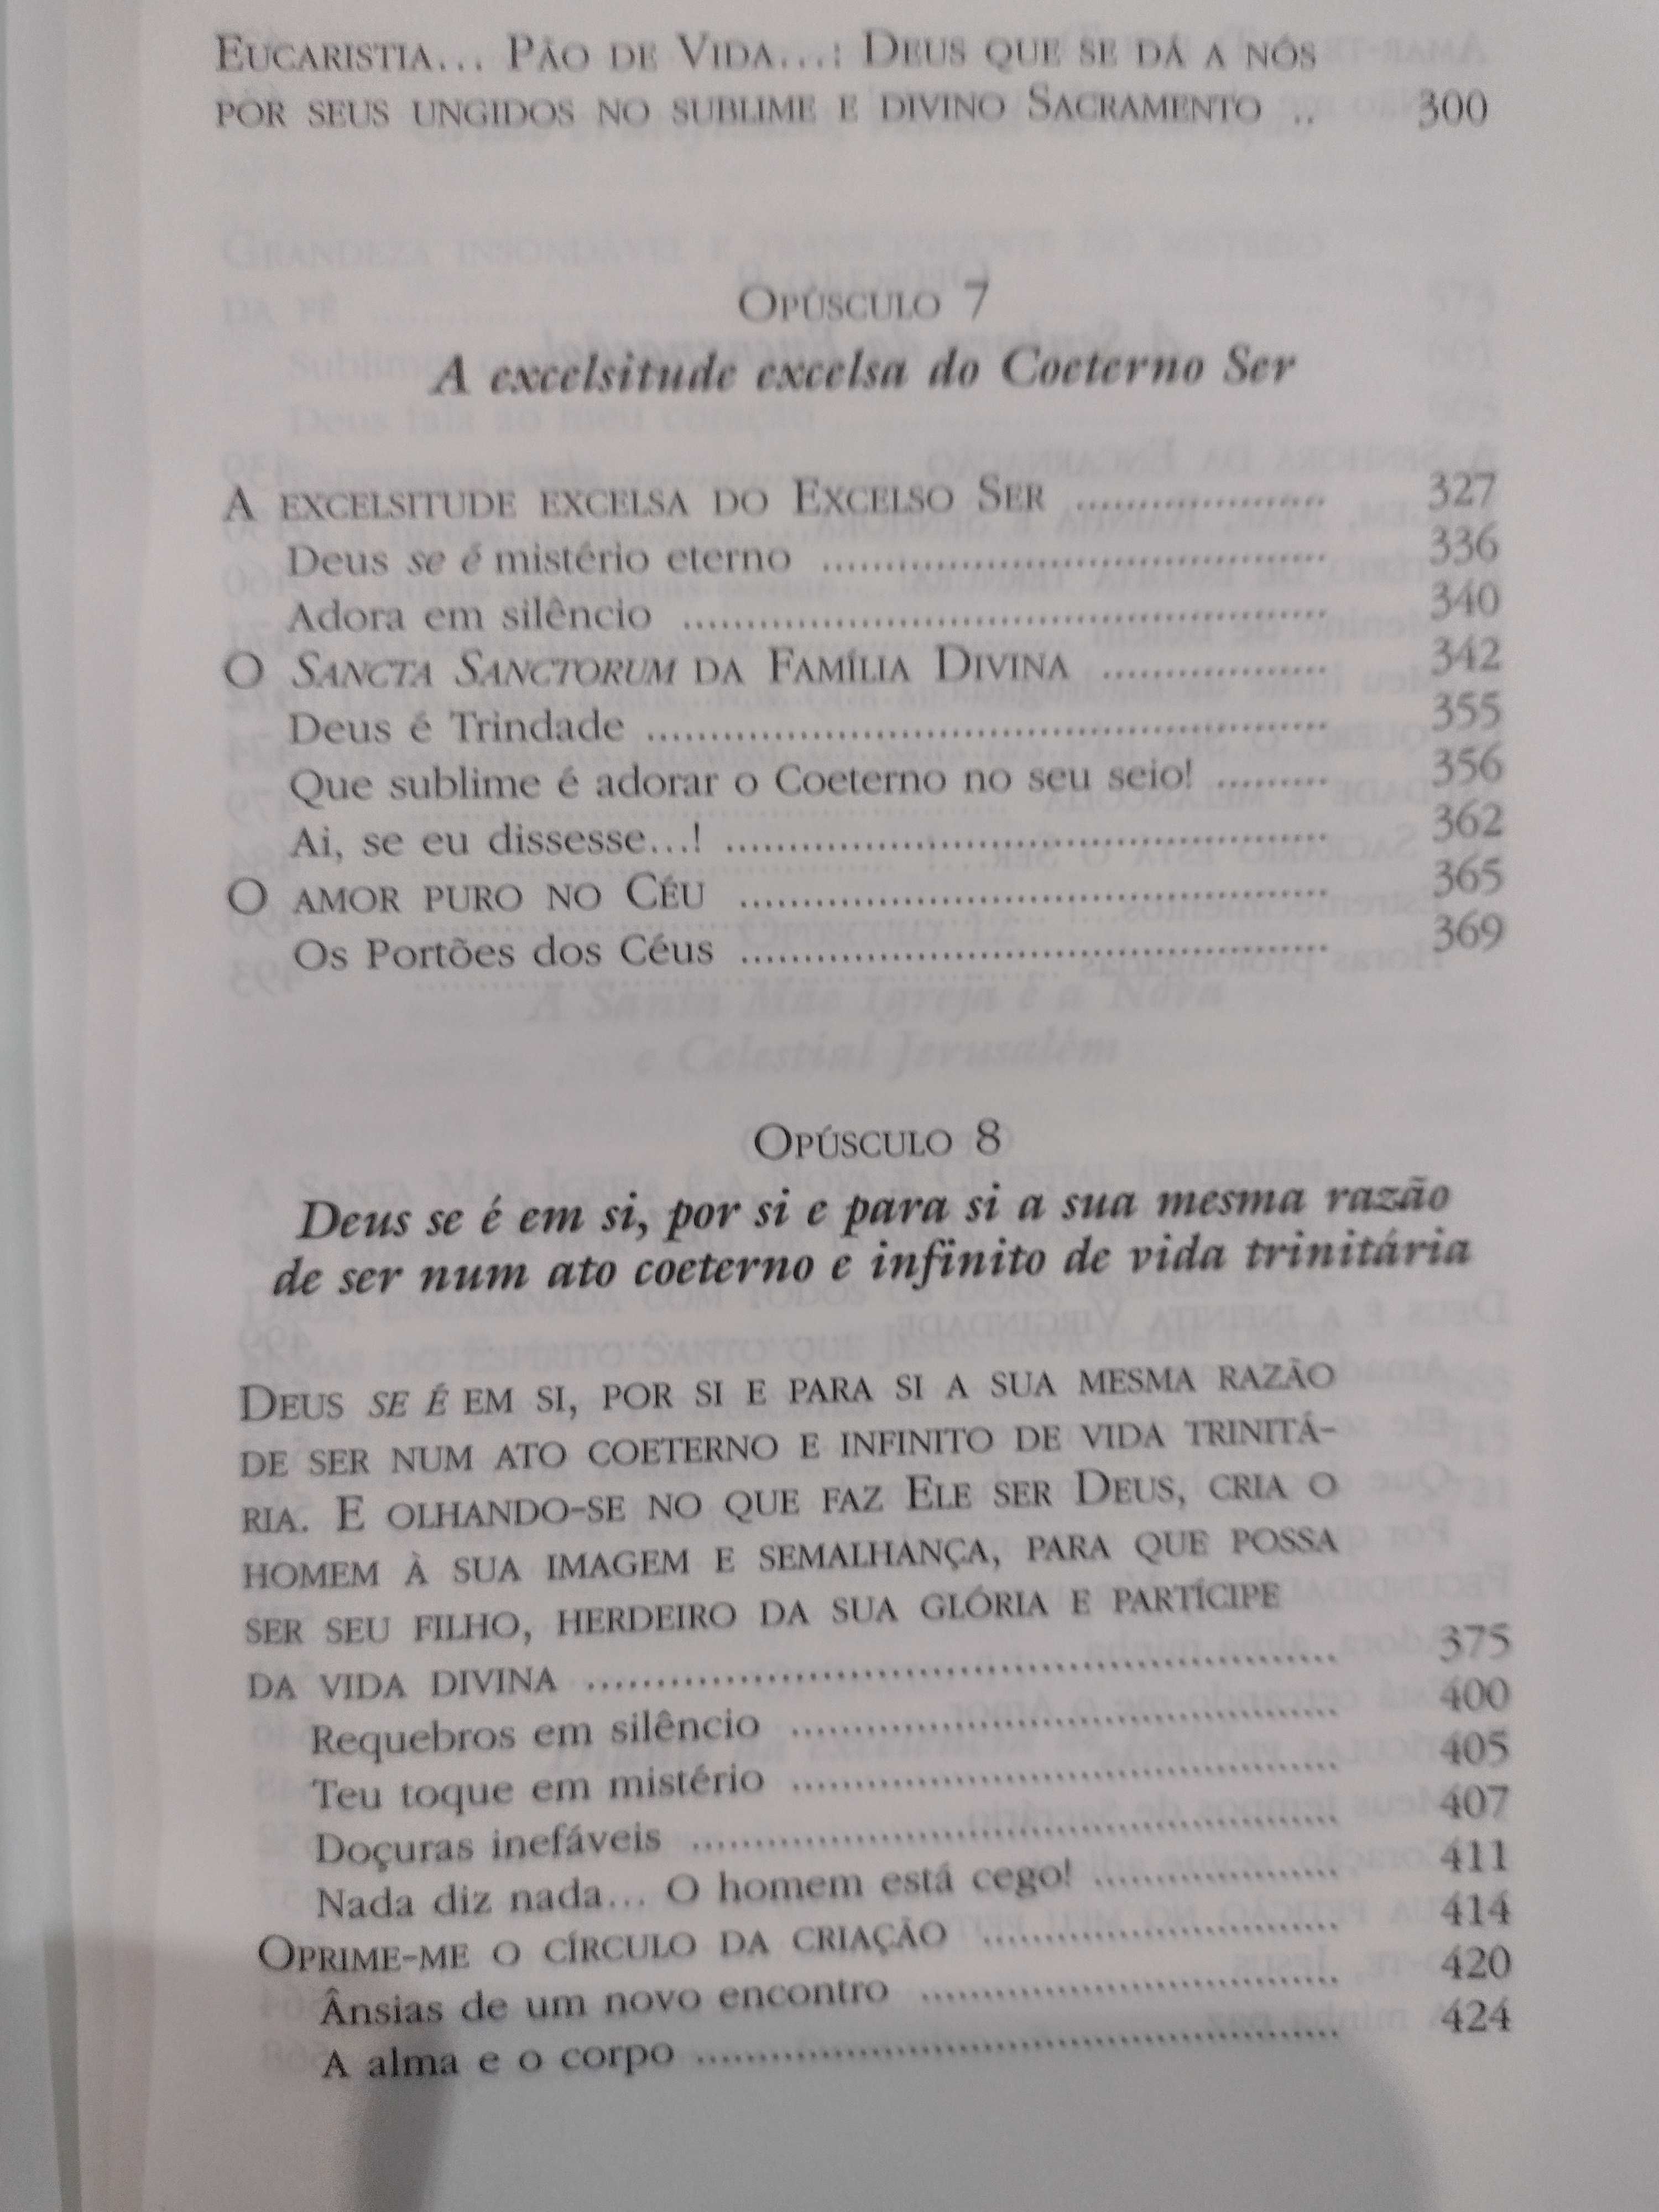 EUCARISTIA... PÃO DE VIDA...: DEUS QUE SE DÁ A NÓS
POR SEUS UNGIDOS NO SUBLIME E DIVINO SACRAMENTO .. 300
OPÚSCULO 7
A excelsitude excelsa do Coeterno Ser
A EXCELSITUDE EXCELSA DO EXCELSO SER .................... 327
Deus se é mistério eterno ........................................ 336
Adora em silêncio .................................................. 340
O SANCTA SANCTORUM DA FAMÍLIA DIVINA .................. 342
Deus é Trindade ..................................................... 355
Que sublime é adorar o Coeterno no seu seio! ......... 356
Ai, se eu dissesse...! ............................................... 362
O AMOR PURO NO CÉU .............................................. 365
Os Portões dos Céus .............................................. 369
OPÚSCULO 8
Deus se é em si, por si e para si a sua mesma razão
de ser num ato coeterno e infinito de vida trinitária
DEUS SE É EM SI, POR SI E PARA SI A SUA MESMA RAZÃO
DE SER NUM ATO COETERNO E INFINITO DE VIDA TRINITÁ-
RIA. E OLHANDO-SE NO QUE FAZ ELE SER DEUS, CRIA O
HOMEM À SUA IMAGEM E SEMALHANÇA, PARA QUE POSSA
SER SEU FILHO, HERDEIRO DA SUA GLÓRIA E PARTÍCIPE
DA VIDA DIVINA ........................................................... 375
Requebros em silêncio ........................................... 400
Teu toque em mistério ........................................... 405
Doçuras inefáveis ................................................... 407
Nada diz nada... O homem está cego! ................... 411
OPRIME-ME O CÍRCULO DA CRIAÇÃO ............................ 414
Ânsias de um novo encontro ................................. 420
A alma e o corpo ................................................... 424